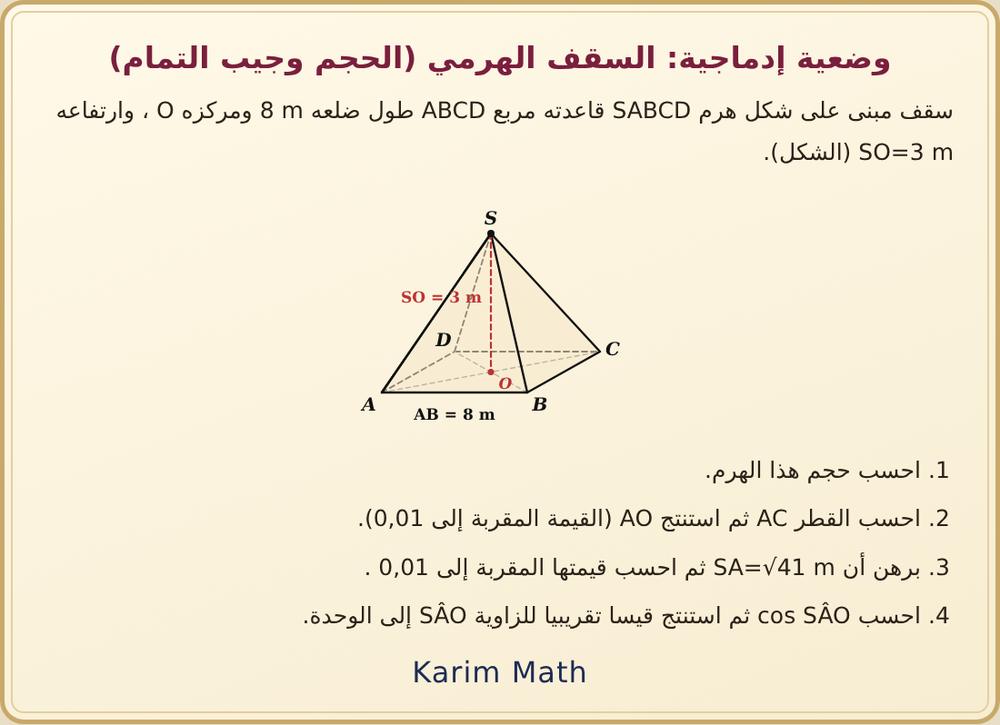 وضعية إدماجية: السقف الهرمي (الحجم وجيب التمام)
سقف مبنى على شكل هرم SABCD قاعدته مربع ABCD طول ضلعه 8 m ومركزه O ، وارتفاعه
SO=3 m (الشكل).
S
SO = 3 m
D
C
O
A
B
AB = 8 m
1. احسب حجم هذا الهرم.
2. احسب القطر AC ثم استنتج AO (القيمة المقربة إلى 0,01).
3. برهن أن SA=√41 m ثم احسب قيمتها المقربة إلى 0,01 .
4. احسب cos SÂO ثم استنتج قيسا تقريبيا للزاوية SÂO إلى الوحدة.
Karim Math